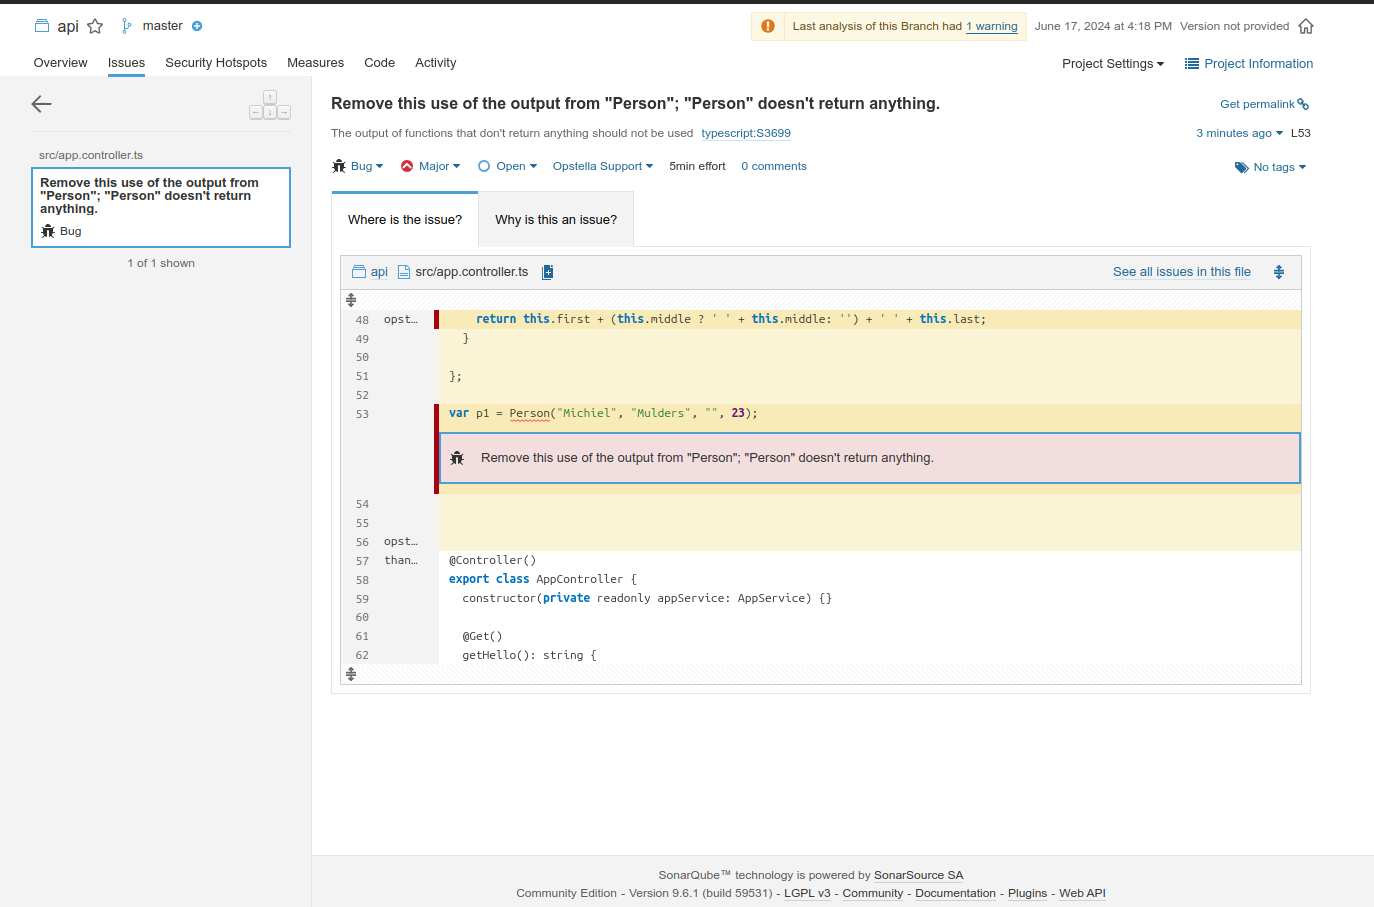 api master
Last analysis of this Branch had 1 warning June 17, 2024 at 4:18 PM Version not provided
Overview Issues Security Hotspots Measures Code Activity
Project Settings Project Information
src/app.controller.ts
Remove this use of the output from
"Person"; "Person" doesn't return
anything.
Bug
1 of 1 shown
Remove this use of the output from "Person"; "Person" doesn't return anything.
Get permalink
The output of functions that don't return anything should not be used typescript:S3699
3 minutes ago L53
Bug Major Open Opstella Support 5min effort 0 comments
No tags
Where is the issue? Why is this an issue?
api src/app.controller.ts
See all issues in this file
48 opst... return this.first + (this.middle ? ' ' + this.middle: '') + ' ' + this.last;
49 }
50
51 };
52
53 var p1 = Person("Michiel", "Mulders", "", 23);
Remove this use of the output from "Person"; "Person" doesn't return anything.
54
55
56 opst...
57 than... @Controller()
58 export class AppController {
59 constructor(private readonly appService: AppService) {}
60
61 @Get()
62 getHello(): string {
SonarQube™ technology is powered by SonarSource SA
Community Edition - Version 9.6.1 (build 59531) - LGPL v3 - Community - Documentation - Plugins - Web API